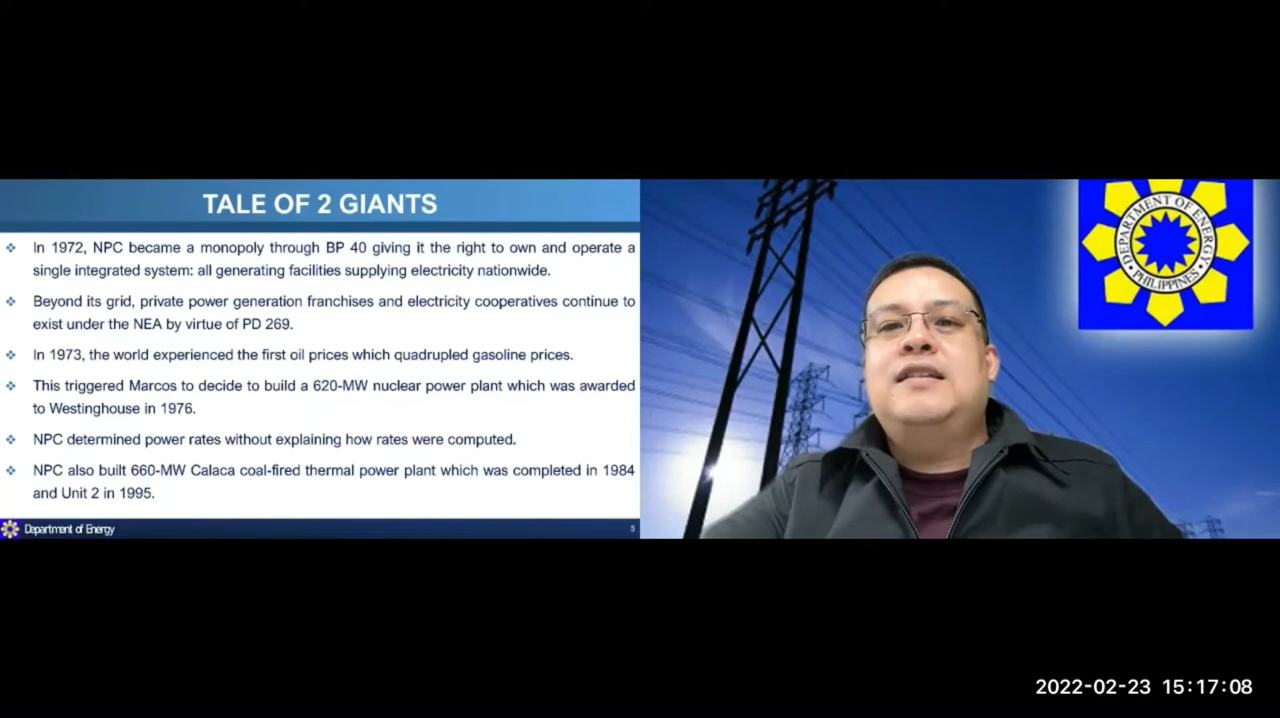 TALE OF 2 GIANTS
❖ In 1972, NPC became a monopoly through BP 40 giving it the right to own and operate a
single integrated system: all generating facilities supplying electricity nationwide.
❖ Beyond its grid, private power generation franchises and electricity cooperatives continue to
exist under the NEA by virtue of PD 269.
❖ In 1973, the world experienced the first oil prices which quadrupled gasoline prices.
❖ This triggered Marcos to decide to build a 620-MW nuclear power plant which was awarded
to Westinghouse in 1976.
❖ NPC determined power rates without explaining how rates were computed.
❖ NPC also built 660-MW Calaca coal-fired thermal power plant which was completed in 1984
and Unit 2 in 1995.
Department of Energy
5
DEPARTMENT OF ENERGY
PHILIPPINES
2022-02-23 15:17:08